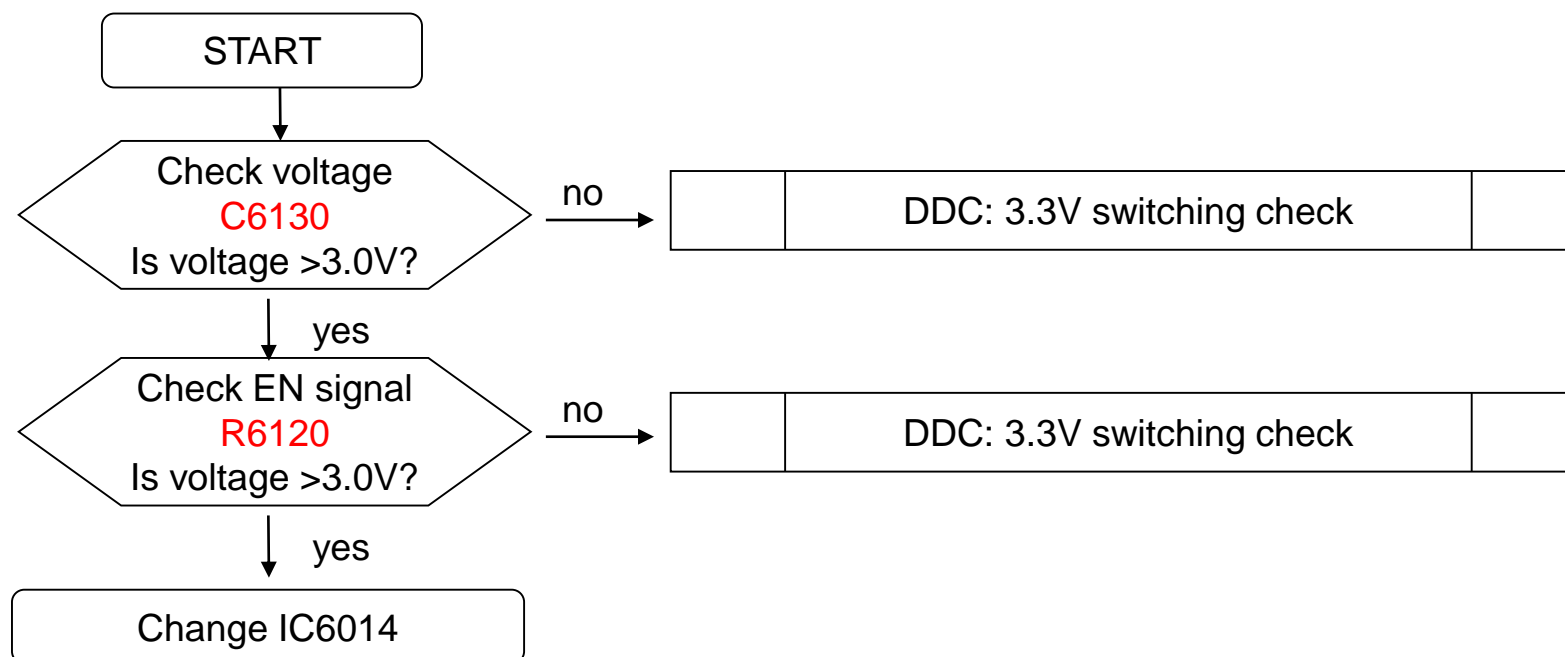 START
Check voltage
C6130
Is voltage >3.0V?
no
DDC: 3.3V switching check
yes
Check EN signal
R6120
Is voltage >3.0V?
no
DDC: 3.3V switching check
yes
Change IC6014